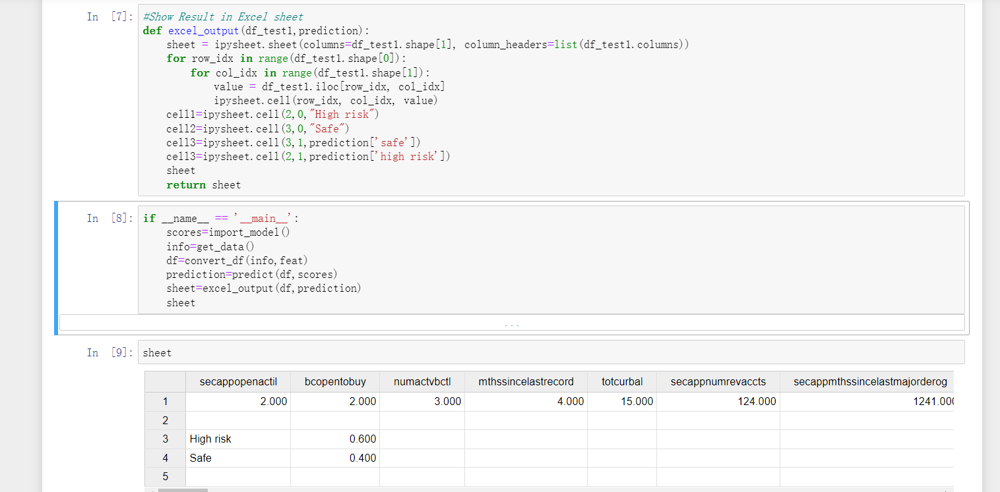 In [7]: #Show Result in Excel sheet
def excel_output(df_test1,prediction):
    sheet = ipysheet.sheet(columns=df_test1.shape[1], column_headers=list(df_test1.columns))
    for row_idx in range(df_test1.shape[0]):
        for col_idx in range(df_test1.shape[1]):
            value = df_test1.iloc[row_idx, col_idx]
            ipysheet.cell(row_idx, col_idx, value)
    cell1=ipysheet.cell(2,0,"High risk")
    cell2=ipysheet.cell(3,0,"Safe")
    cell3=ipysheet.cell(3,1,prediction['safe'])
    cell3=ipysheet.cell(2,1,prediction['high risk'])
    sheet
    return sheet
In [8]: if __name__ == '__main__':
    scores=import_model()
    info=get_data()
    df=convert_df(info,feat)
    prediction=predict(df,scores)
    sheet=excel_output(df,prediction)
    sheet
...
In [9]: sheet
secappopenactil bcopentobuy numactvbctl mthssincelastrecord totcurbal secappnumrevaccts secappmthssincelastmajorderog
1 2.000 2.000 3.000 4.000 15.000 124.000 1241.000
2
3 High risk 0.600
4 Safe 0.400
5